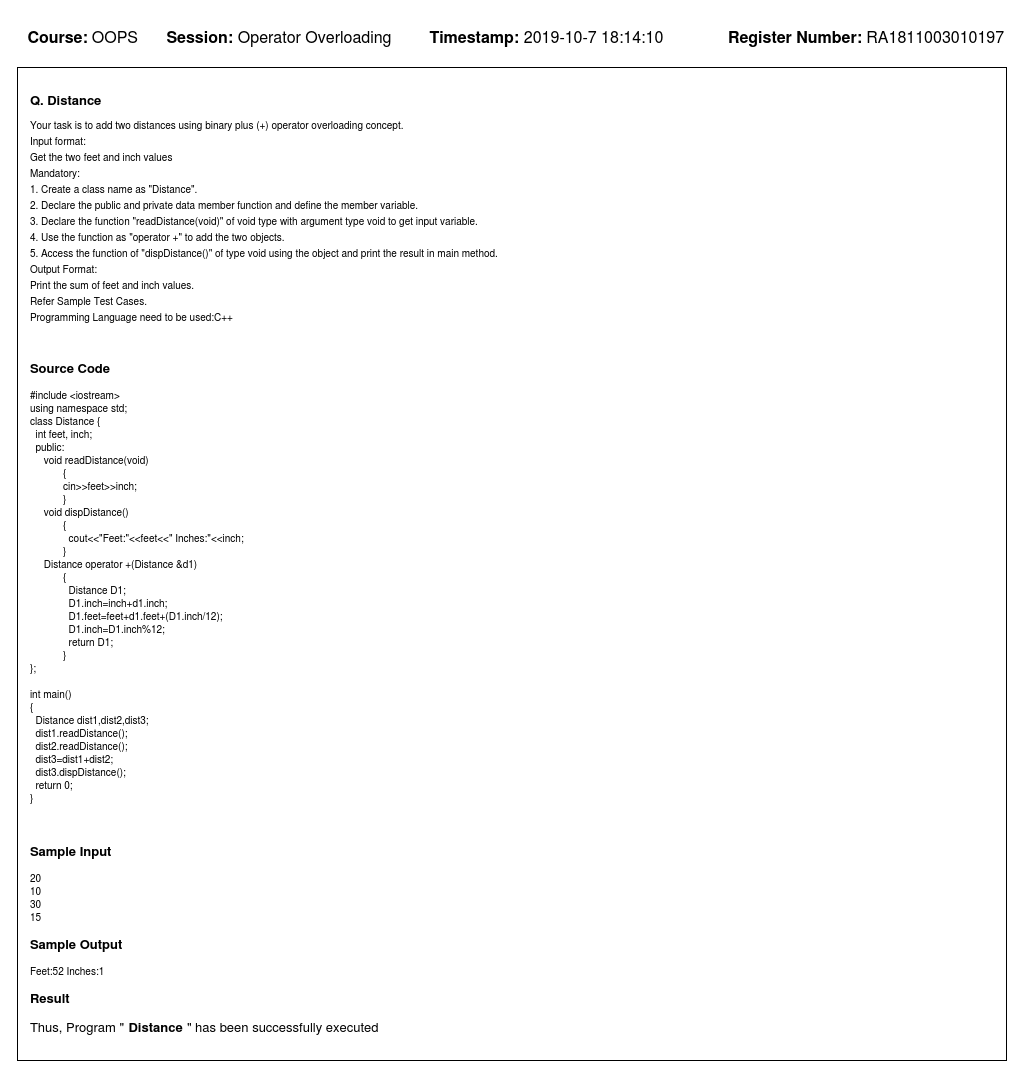 Course: OOPS Session: Operator Overloading Timestamp: 2019-10-7 18:14:10 Register Number: RA1811003010197
Q. Distance
Your task is to add two distances using binary plus (+) operator overloading concept.
Input format:
Get the two feet and inch values
Mandatory:
1. Create a class name as "Distance".
2. Declare the public and private data member function and define the member variable.
3. Declare the function "readDistance(void)" of void type with argument type void to get input variable.
4. Use the function as "operator +" to add the two objects.
5. Access the function of "dispDistance()" of type void using the object and print the result in main method.
Output Format:
Print the sum of feet and inch values.
Refer Sample Test Cases.
Programming Language need to be used:C++
Source Code
#include <iostream>
using namespace std;
class Distance {
int feet, inch;
public:
void readDistance(void)
{
cin>>feet>>inch;
}
void dispDistance()
{
cout<<"Feet:"<<feet<<" Inches:"<<inch;
}
Distance operator +(Distance &d1)
{
Distance D1;
D1.inch=inch+d1.inch;
D1.feet=feet+d1.feet+(D1.inch/12);
D1.inch=D1.inch%12;
return D1;
}
};
int main()
{
Distance dist1,dist2,dist3;
dist1.readDistance();
dist2.readDistance();
dist3=dist1+dist2;
dist3.dispDistance();
return 0;
}
Sample Input
20
10
30
15
Sample Output
Feet:52 Inches:1
Result
Thus, Program " Distance " has been successfully executed